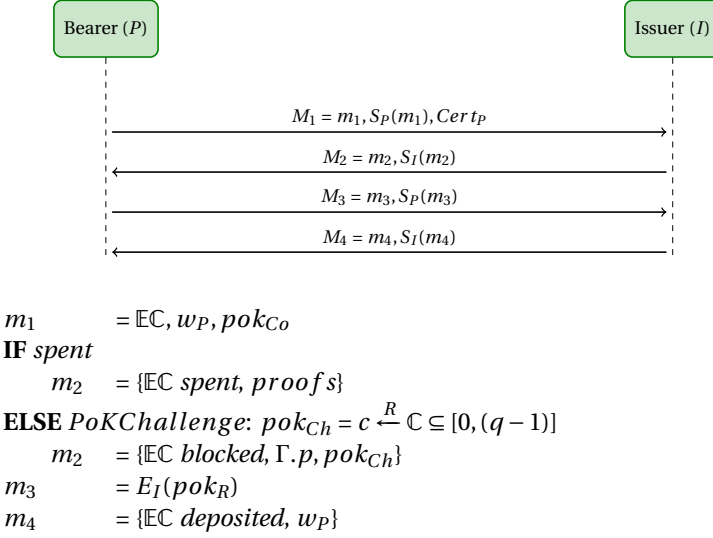 Bearer (P)
Issuer (I)
M₁ = m₁, S_P(m₁), Cert_P
M₂ = m₂, S_I(m₂)
M₃ = m₃, S_P(m₃)
M₄ = m₄, S_I(m₄)
m₁ = 𝔼ℂ, w_P, pok_Co
IF spent
m₂ = {𝔼ℂ spent, proofs}
ELSE PoKChallenge: pok_Ch = c ←^R ℂ ⊆ [0, (q − 1)]
m₂ = {𝔼ℂ blocked, Γ.p, pok_Ch}
m₃ = E_I(pok_R)
m₄ = {𝔼ℂ deposited, w_P}